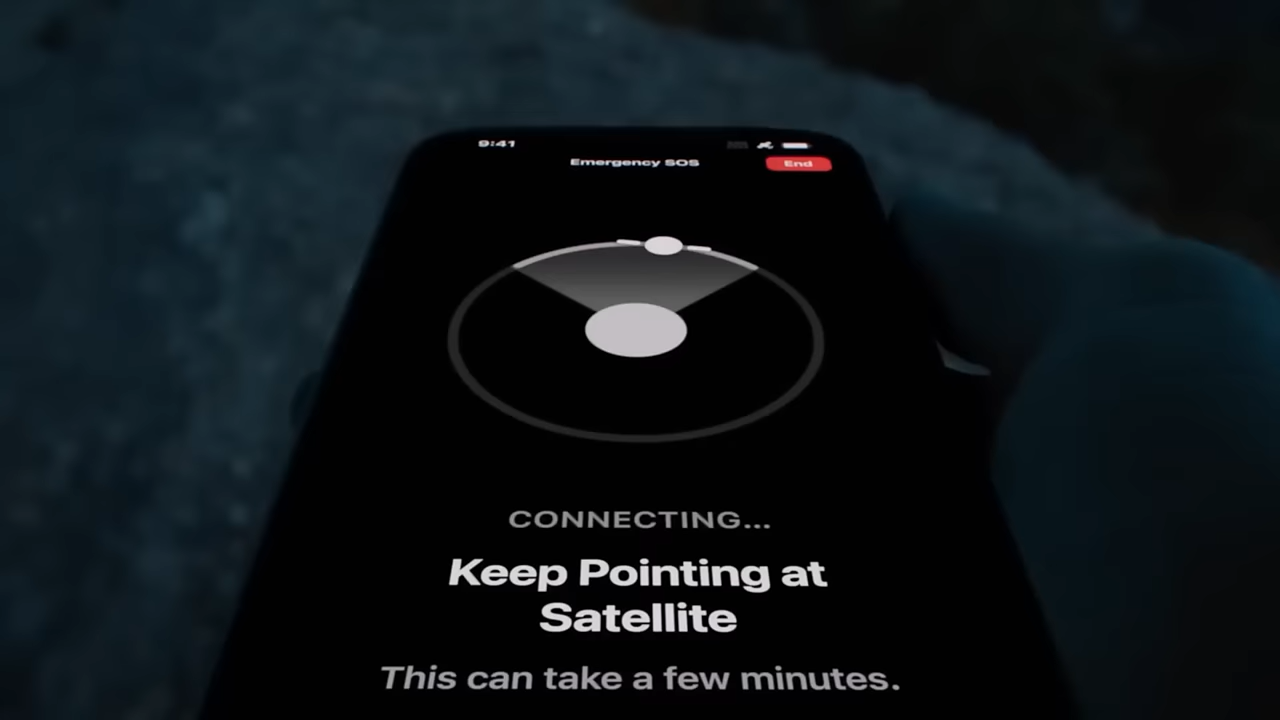 9:41
Emergency SOS
End
CONNECTING...
Keep Pointing at
Satellite
This can take a few minutes.